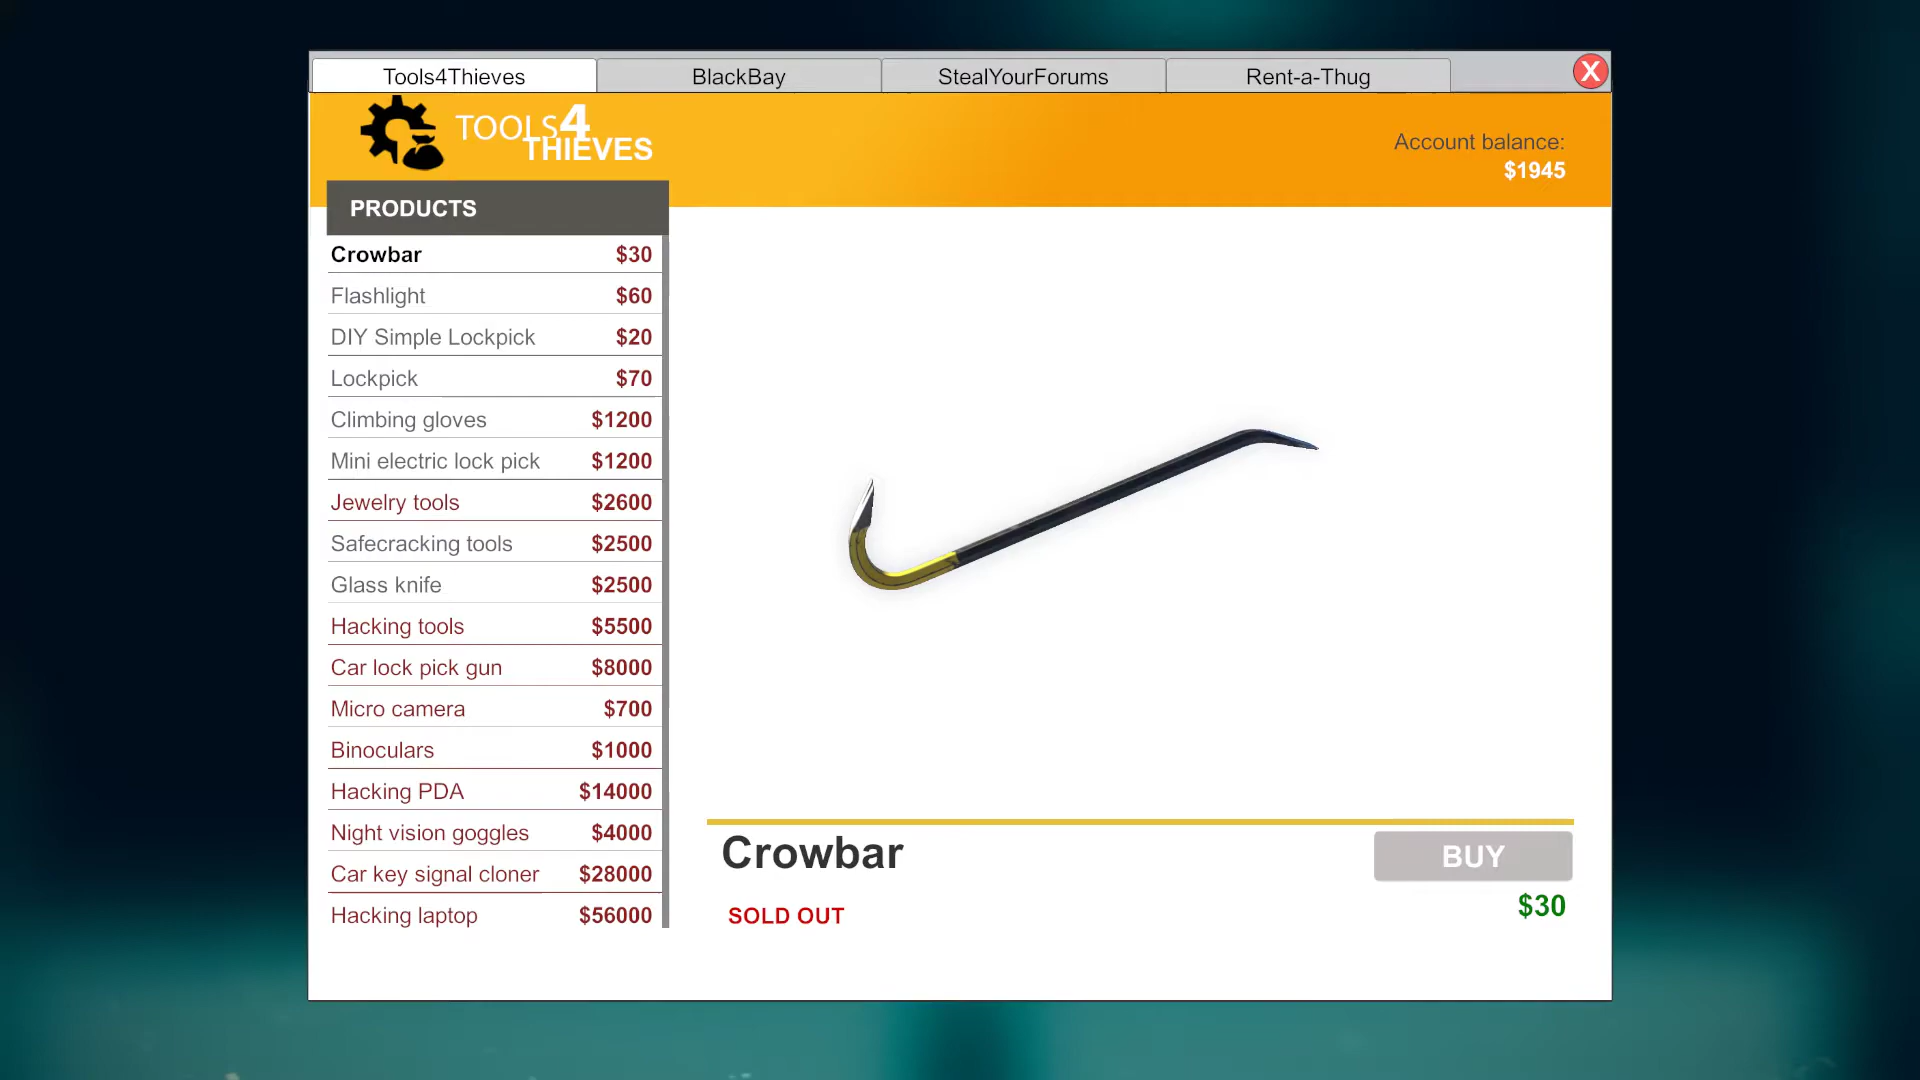 Tools4Thieves
BlackBay
StealYourForums
Rent-a-Thug
X
TOOLS4
THIEVES
Account balance:
$1945
PRODUCTS
Crowbar $30
Flashlight $60
DIY Simple Lockpick $20
Lockpick $70
Climbing gloves $1200
Mini electric lock pick $1200
Jewelry tools $2600
Safecracking tools $2500
Glass knife $2500
Hacking tools $5500
Car lock pick gun $8000
Micro camera $700
Binoculars $1000
Hacking PDA $14000
Night vision goggles $4000
Car key signal cloner $28000
Hacking laptop $56000
Crowbar
BUY
$30
SOLD OUT